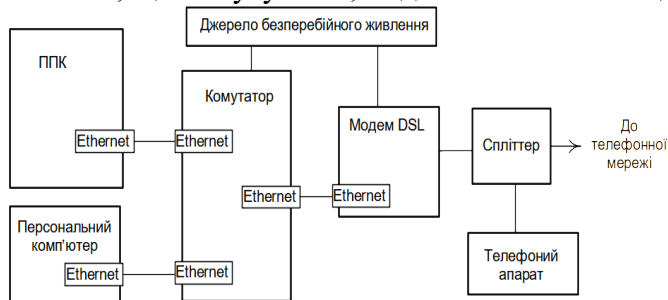 Джерело безперебійного живлення
ППК
Комутатор
Модем DSL
Спліттер
До
телефонної
мережі
Ethernet
Ethernet
Ethernet
Ethernet
Персональний
комп’ютер
Ethernet
Ethernet
Телефоний
апарат